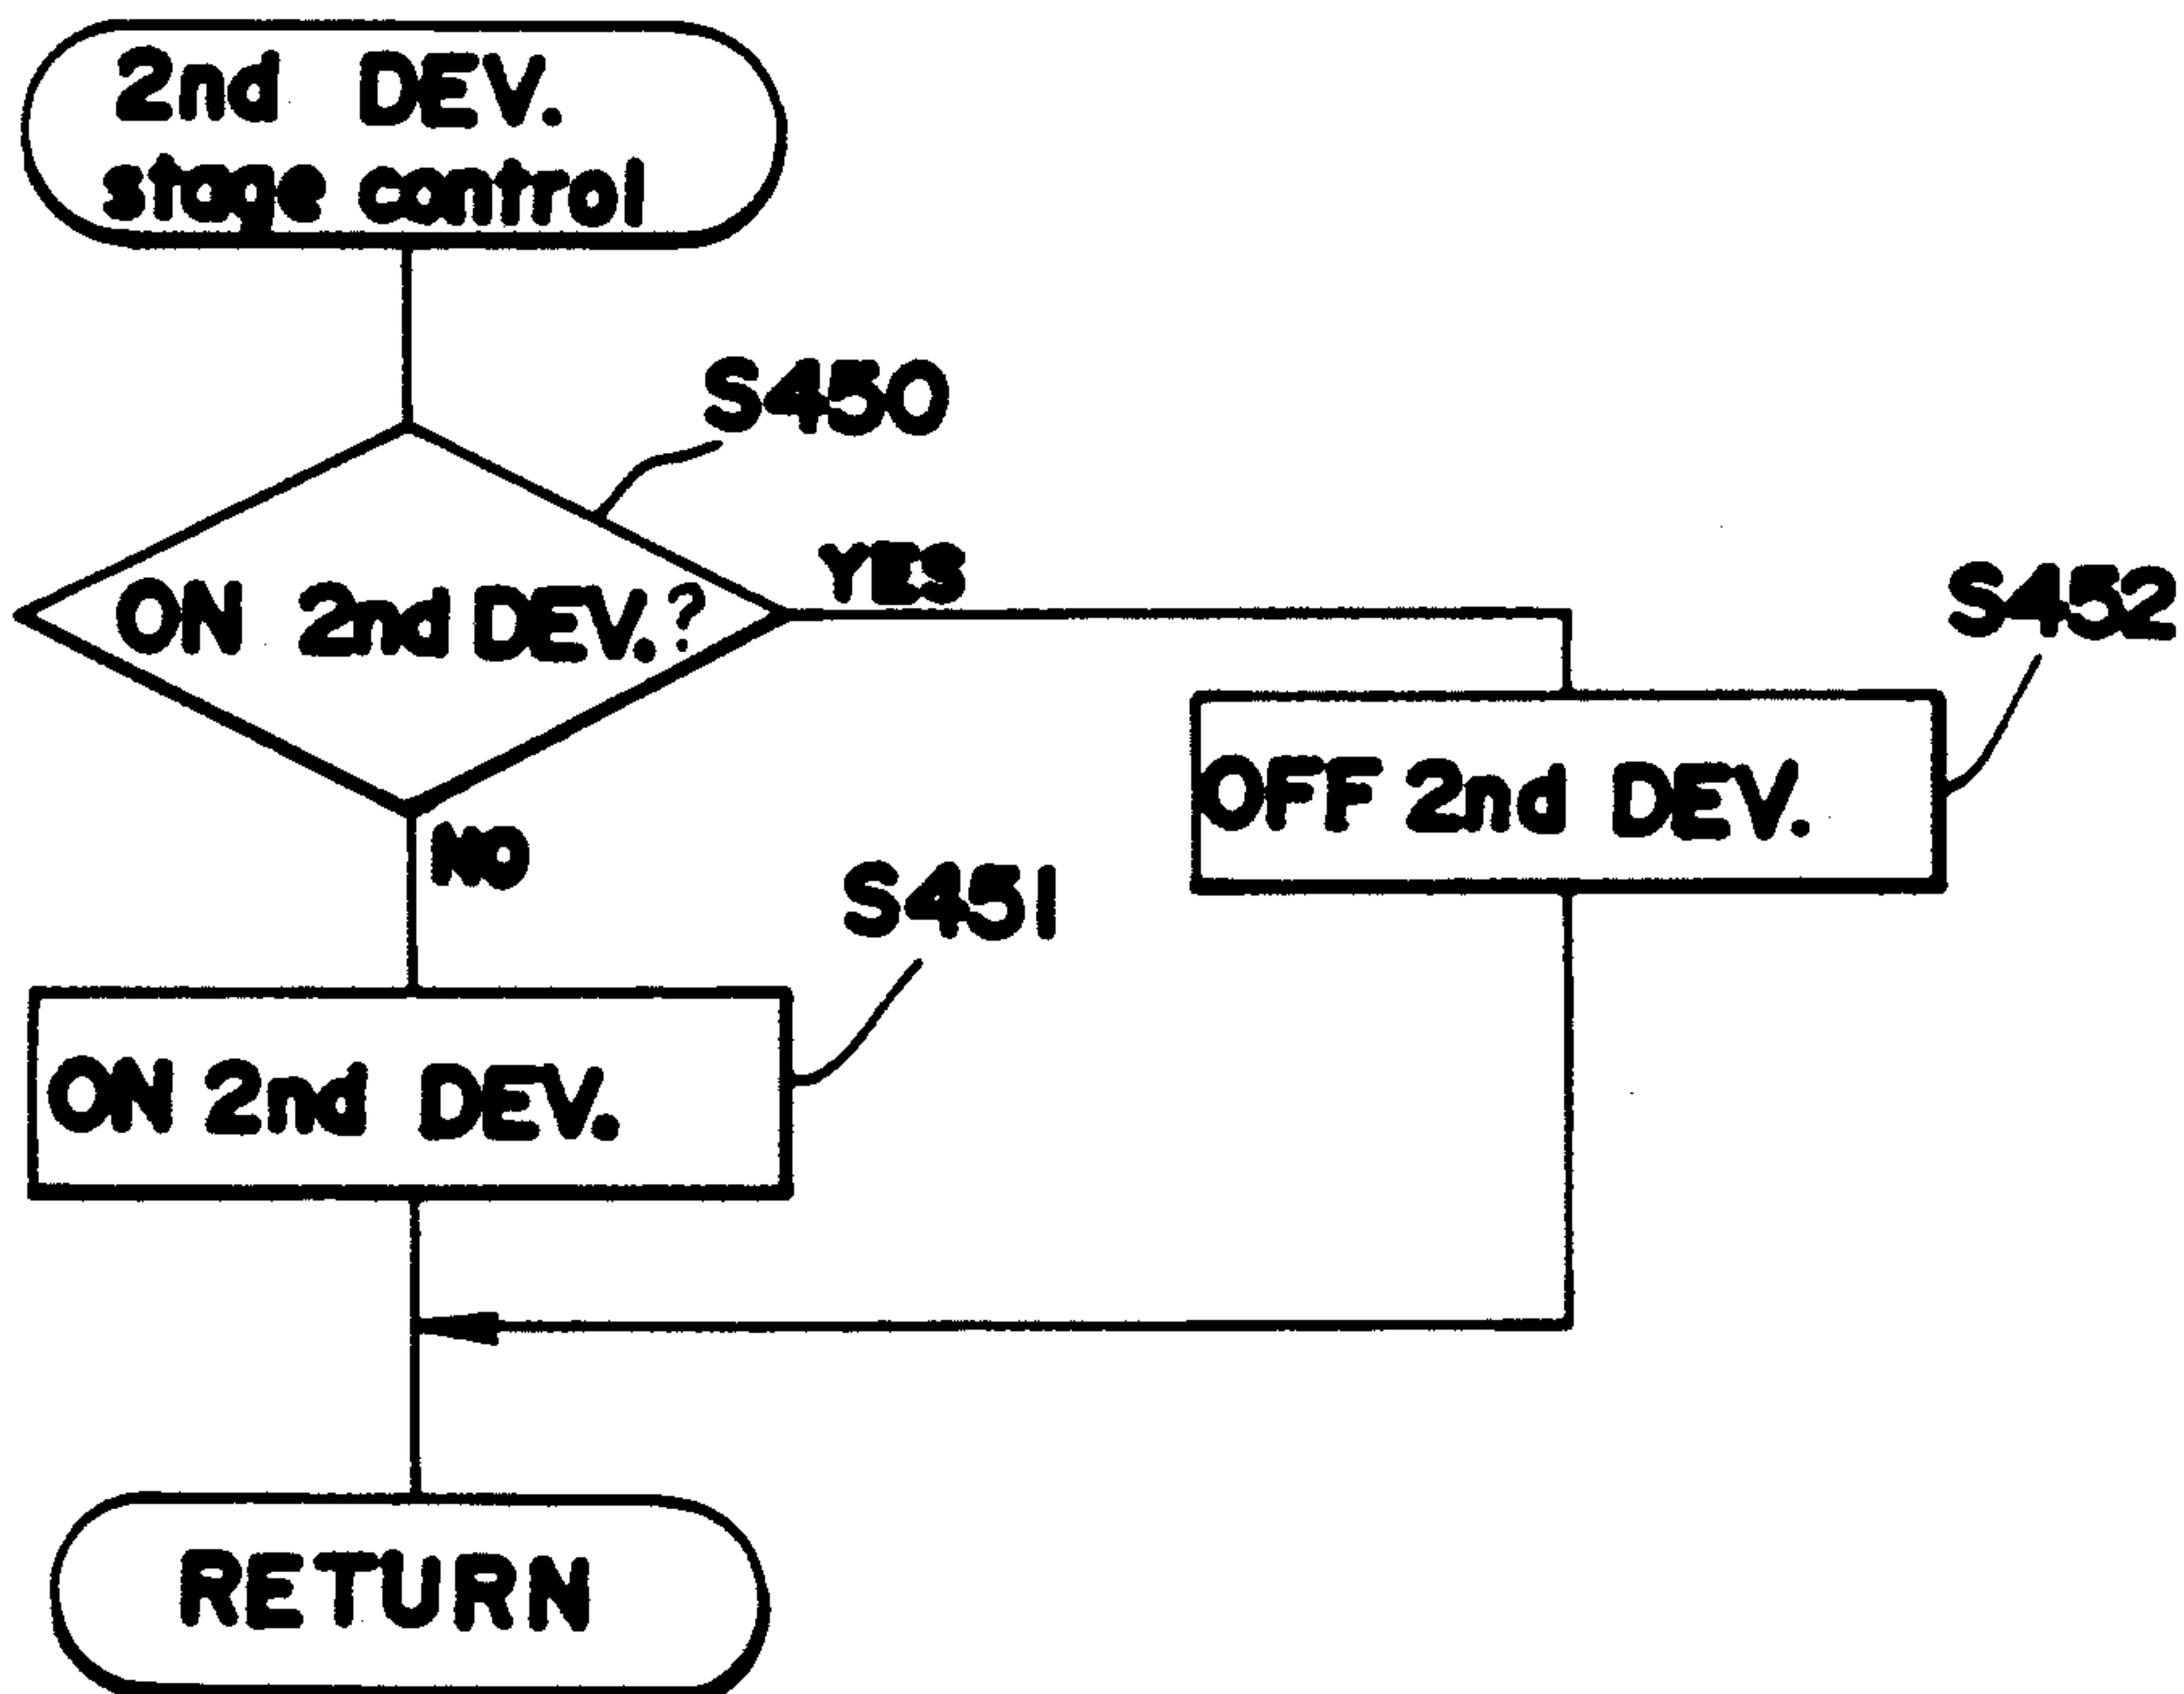 2nd DEV.
stage control
S450
ON 2nd DEV.?
YES
S452
OFF 2nd DEV.
NO
S451
ON 2nd DEV.
RETURN